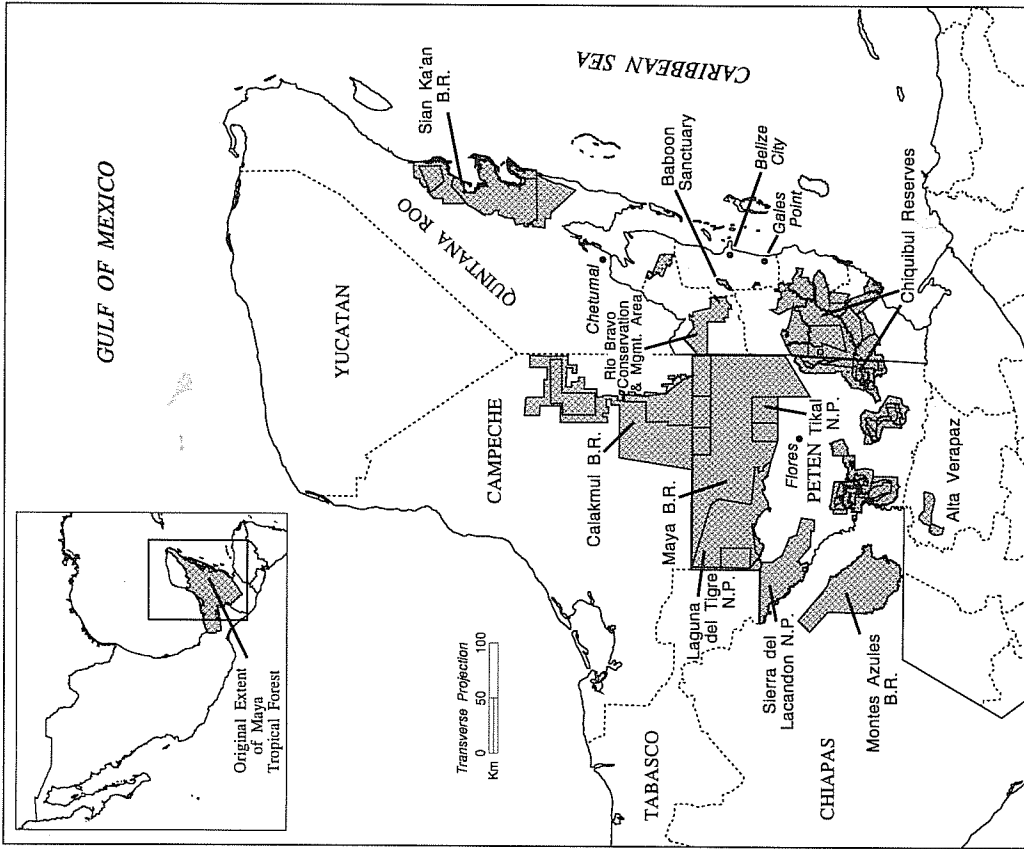 GULF OF MEXICO
CARIBBEAN SEA
YUCATAN
QUINTANA ROO
CAMPECHE
TABASCO
CHIAPAS
PETEN
Alta Verapaz
Sian Ka'an
B.R.
Chetumal
Rio Bravo
Conservation
& Mgmt. Area
Baboon
Sanctuary
Belize
City
Gales
Point
Chiquibul Reserves
Calakmul B.R.
Maya B.R.
Tikal
N.P.
Flores
Laguna
del Tigre
N.P.
Sierra del
Lacandon N.P.
Montes Azules
B.R.
Original Extent
of Maya
Tropical Forest
Transverse Projection
0 50 100
Km